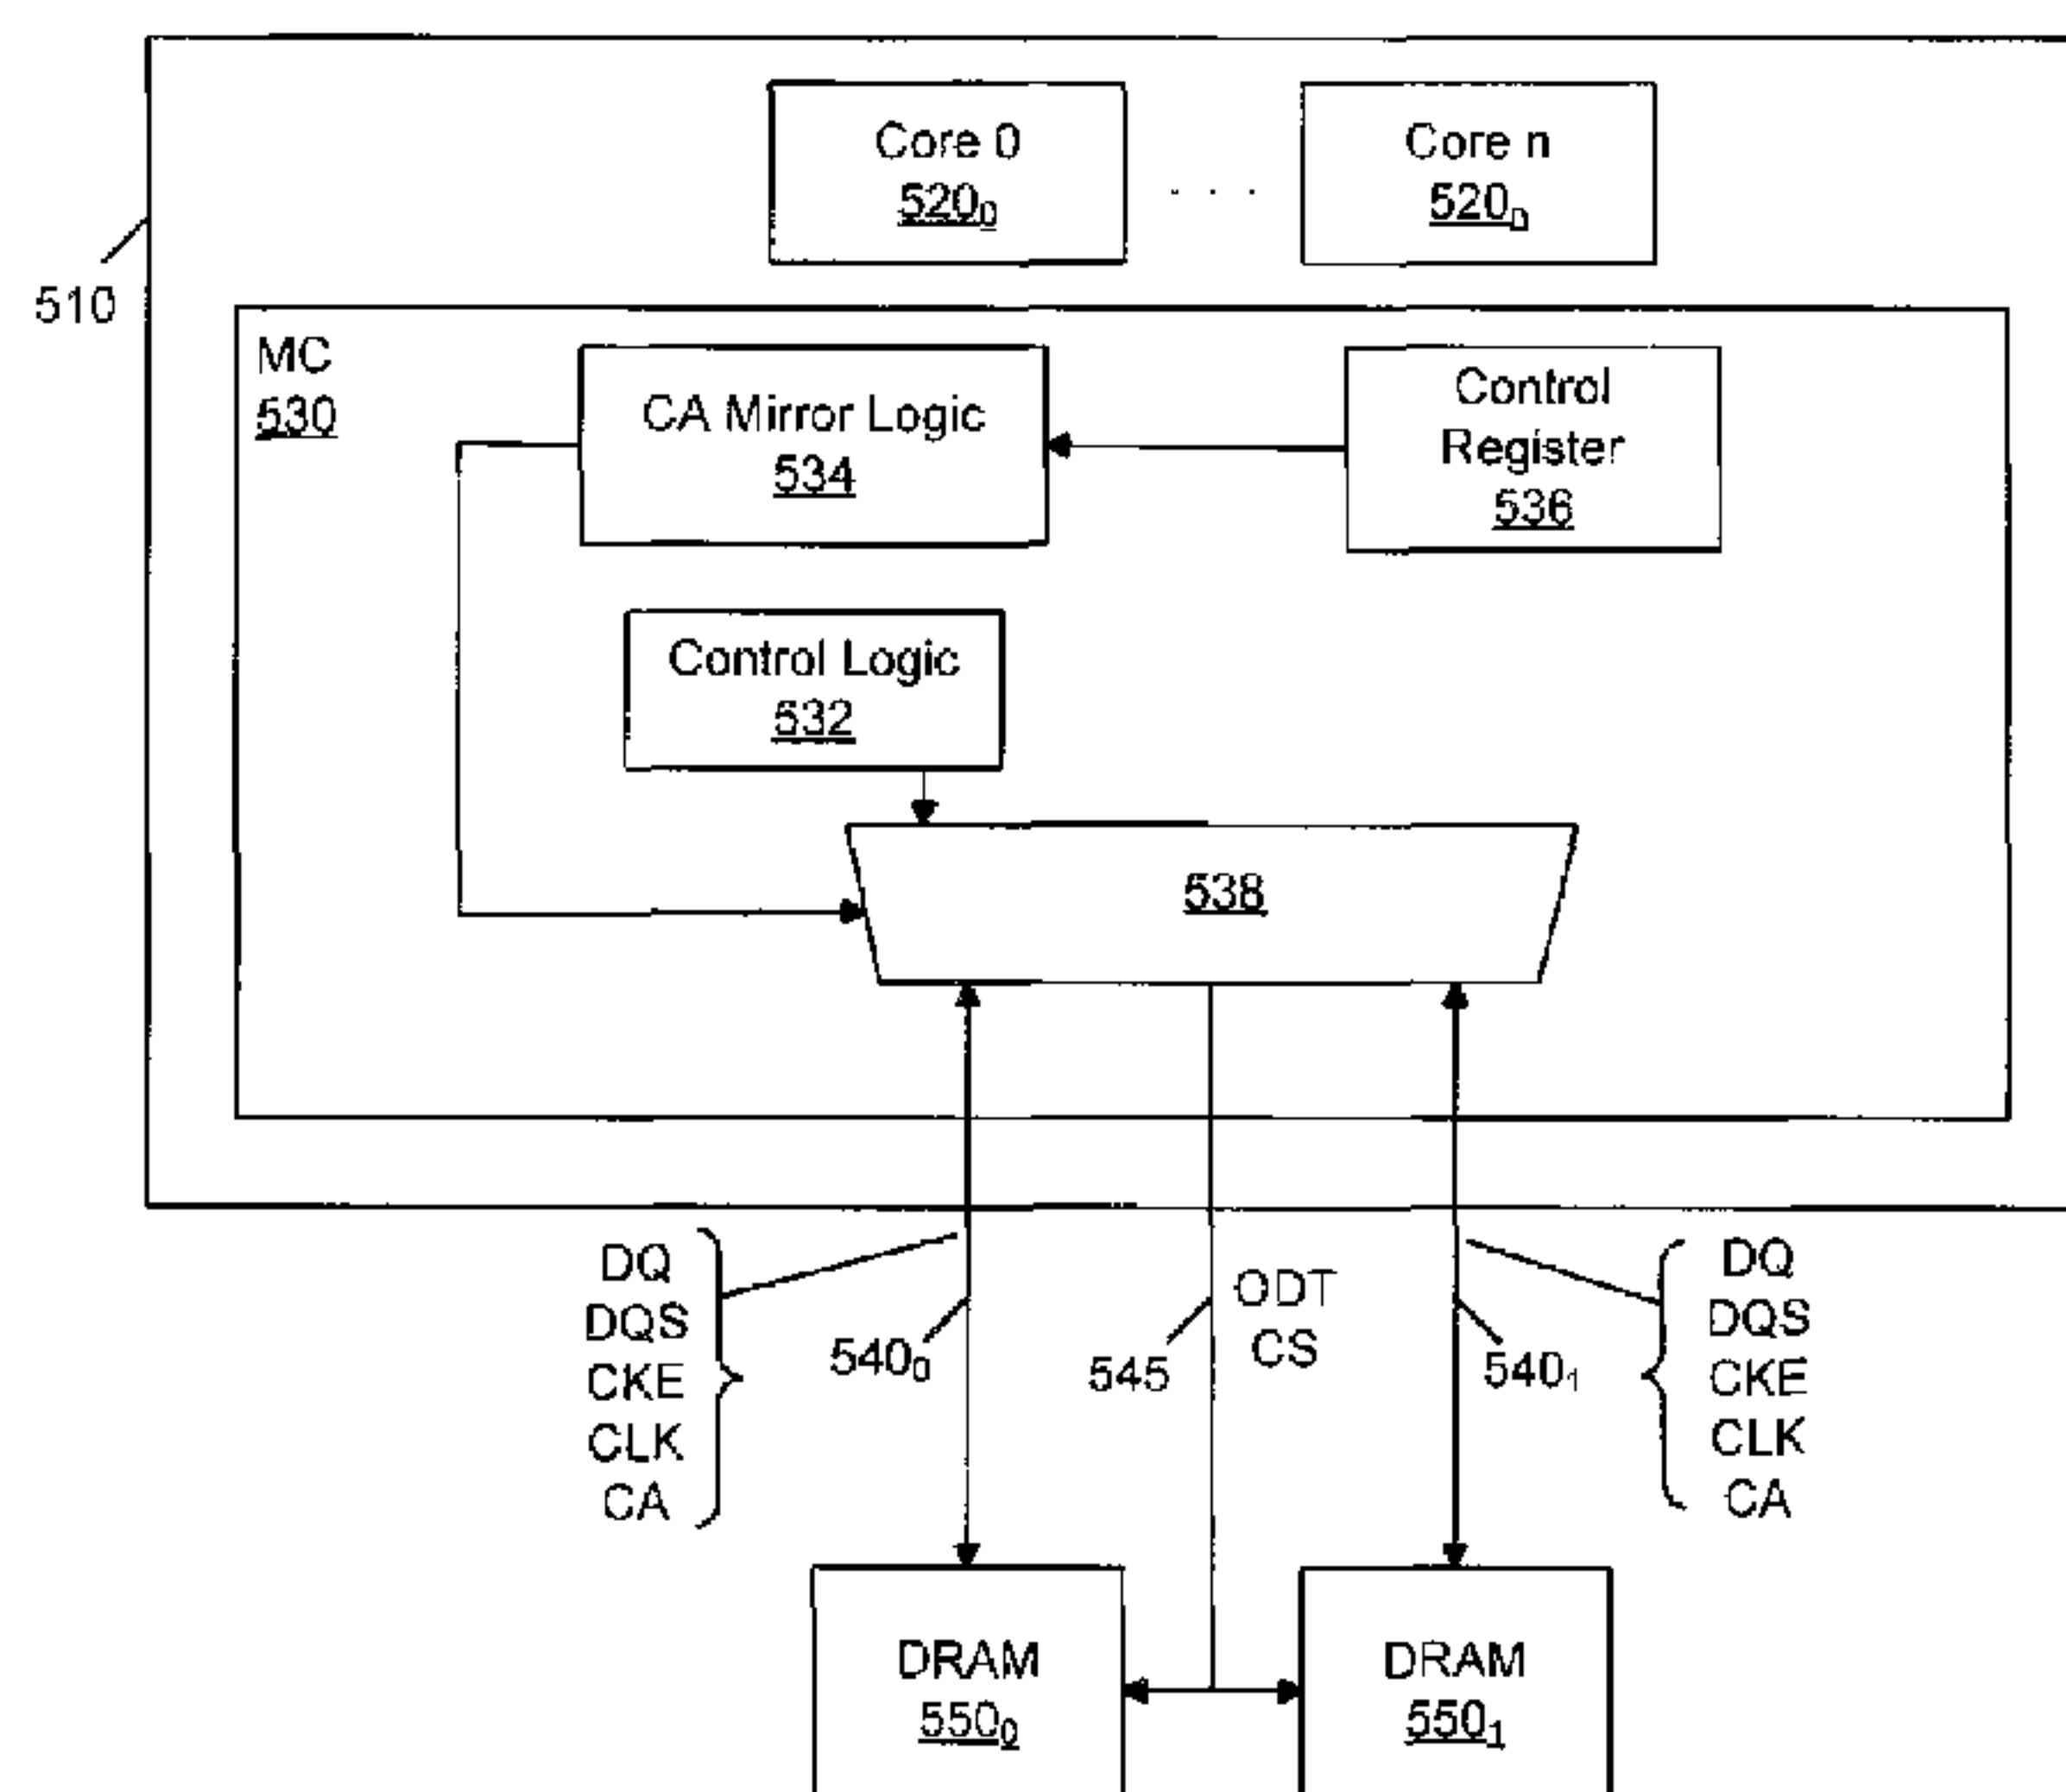 Core 0
520₀
. . .
Core n
520ₙ
510
MC
530
CA Mirror Logic
534
Control
Register
536
Control Logic
532
538
DQ
DQS
CKE
CLK
CA
540₀
545
ODT
CS
540₁
DQ
DQS
CKE
CLK
CA
DRAM
550₀
DRAM
550₁